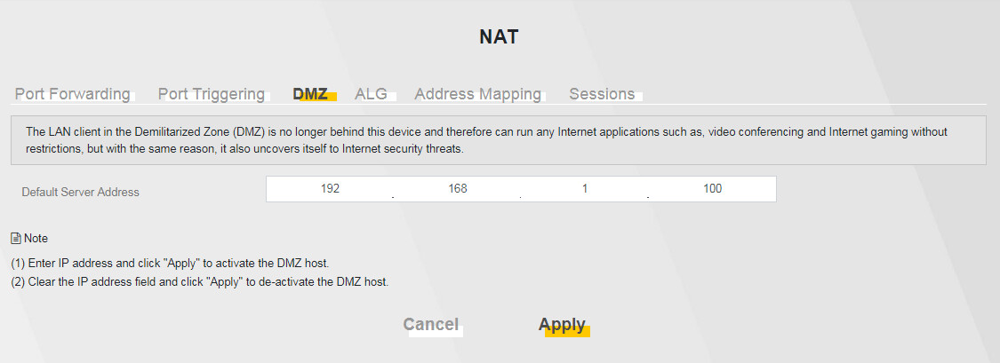 NAT
Port Forwarding Port Triggering DMZ ALG Address Mapping Sessions
The LAN client in the Demilitarized Zone (DMZ) is no longer behind this device and therefore can run any Internet applications such as, video conferencing and Internet gaming without
restrictions, but with the same reason, it also uncovers itself to Internet security threats.
Default Server Address 192 . 168 . 1 . 100
Note
(1) Enter IP address and click "Apply" to activate the DMZ host.
(2) Clear the IP address field and click "Apply" to de-activate the DMZ host.
Cancel Apply